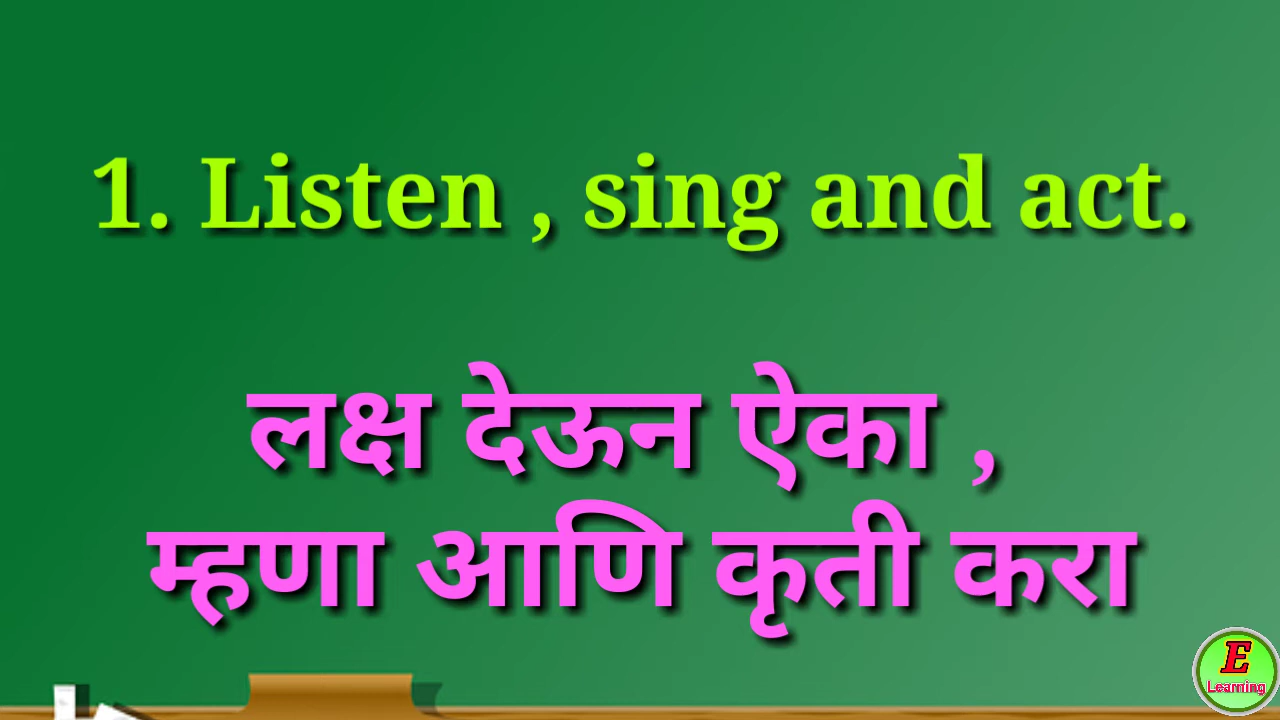 1. Listen , sing and act.
लक्ष देऊन ऐका ,
म्हणा आणि कृती करा
E
Learning